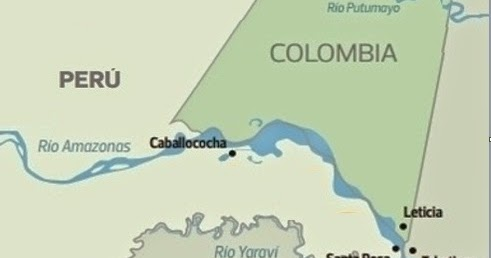 Río Putumayo
COLOMBIA
PERÚ
Río Amazonas
Caballococha
Leticia
Río Yaraví